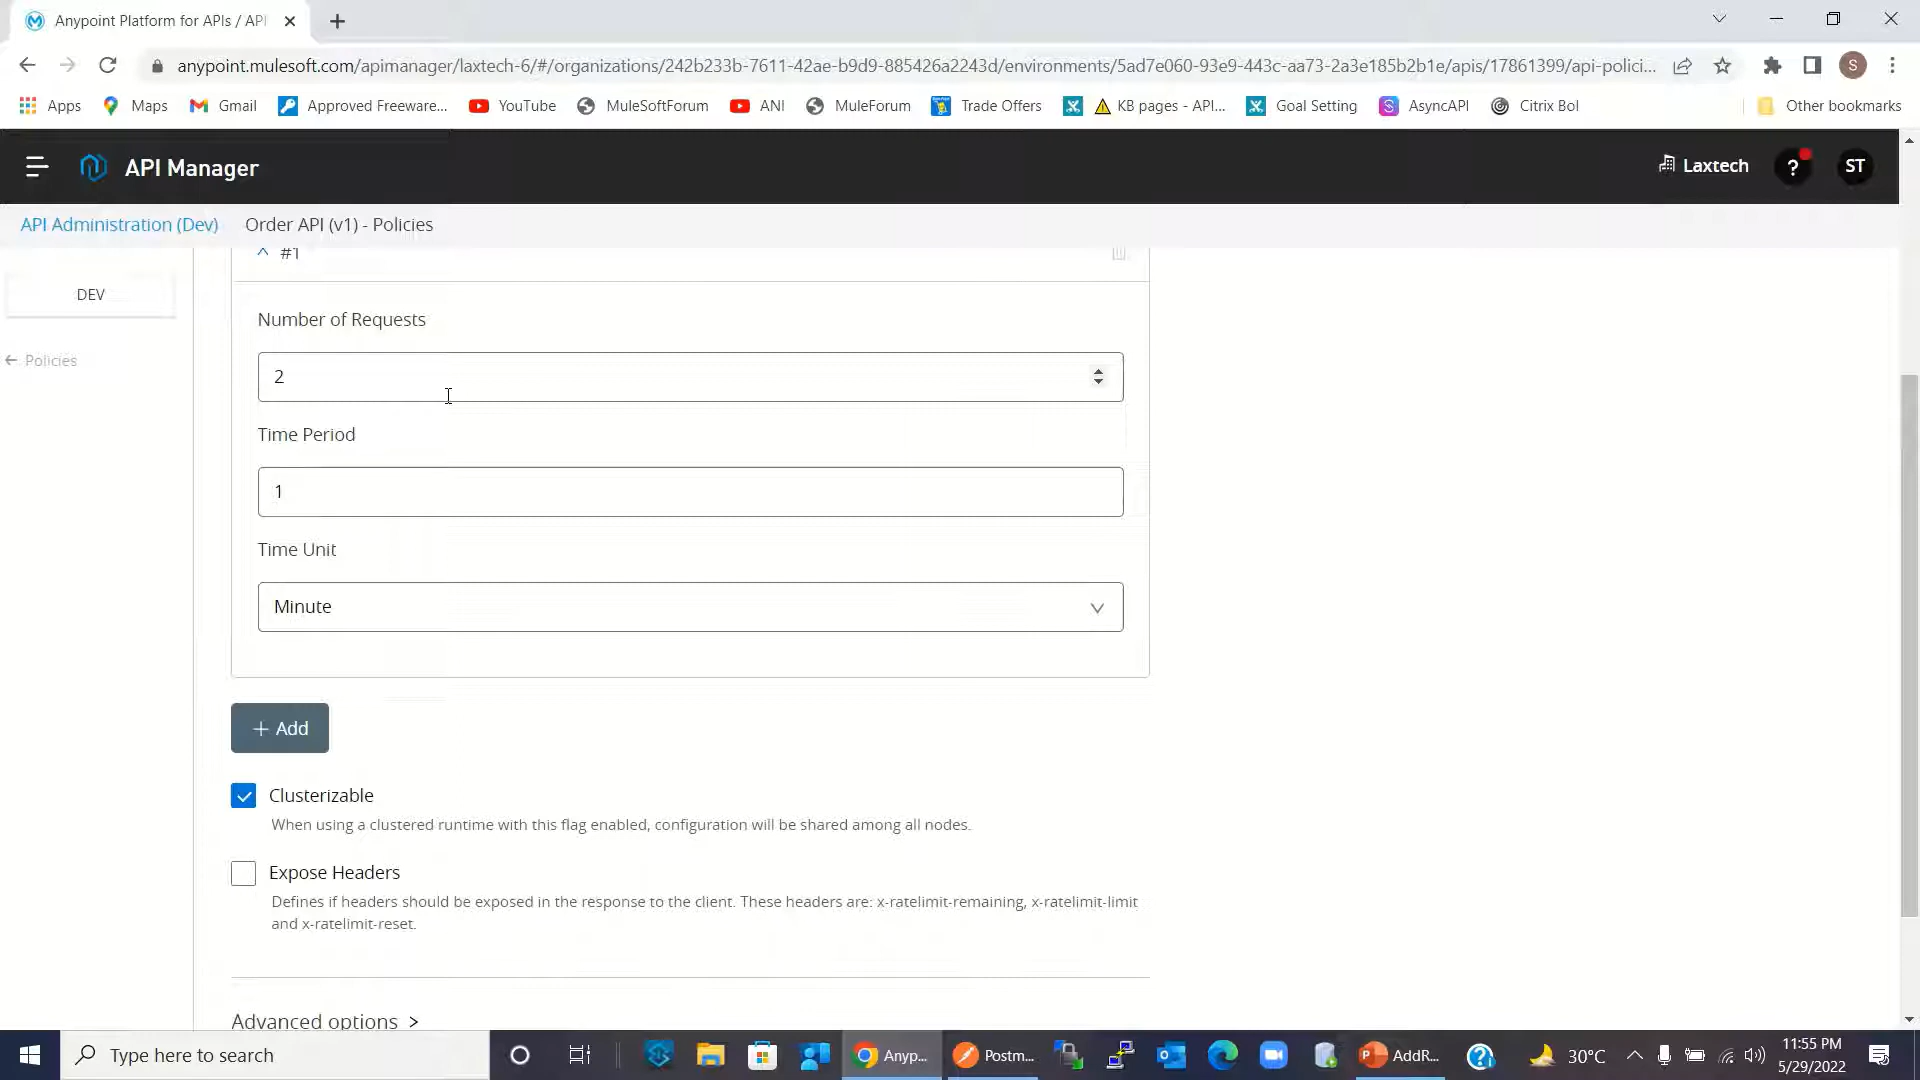 Anypoint Platform for APIs / API
anypoint.mulesoft.com/apimanager/laxtech-6/#/organizations/242b233b-7611-42ae-b9d9-885426a2243d/environments/5ad7e060-93e9-443c-aa73-2a3e185b2b1e/apis/17861399/api-polici...
S
Apps Maps Gmail Approved Freeware... YouTube MuleSoftForum ANI MuleForum Trade Offers KB pages - API... Goal Setting AsyncAPI Citrix Bol Other bookmarks
API Manager Laxtech ? ST
API Administration (Dev) Order API (v1) - Policies
#1
DEV
Number of Requests
Policies
2
Time Period
1
Time Unit
Minute
+ Add
Clusterizable
When using a clustered runtime with this flag enabled, configuration will be shared among all nodes.
Expose Headers
Defines if headers should be exposed in the response to the client. These headers are: x-ratelimit-remaining, x-ratelimit-limit
and x-ratelimit-reset.
Advanced options >
Type here to search Anyp... Postm... AddR... 30°C 11:55 PM
5/29/2022